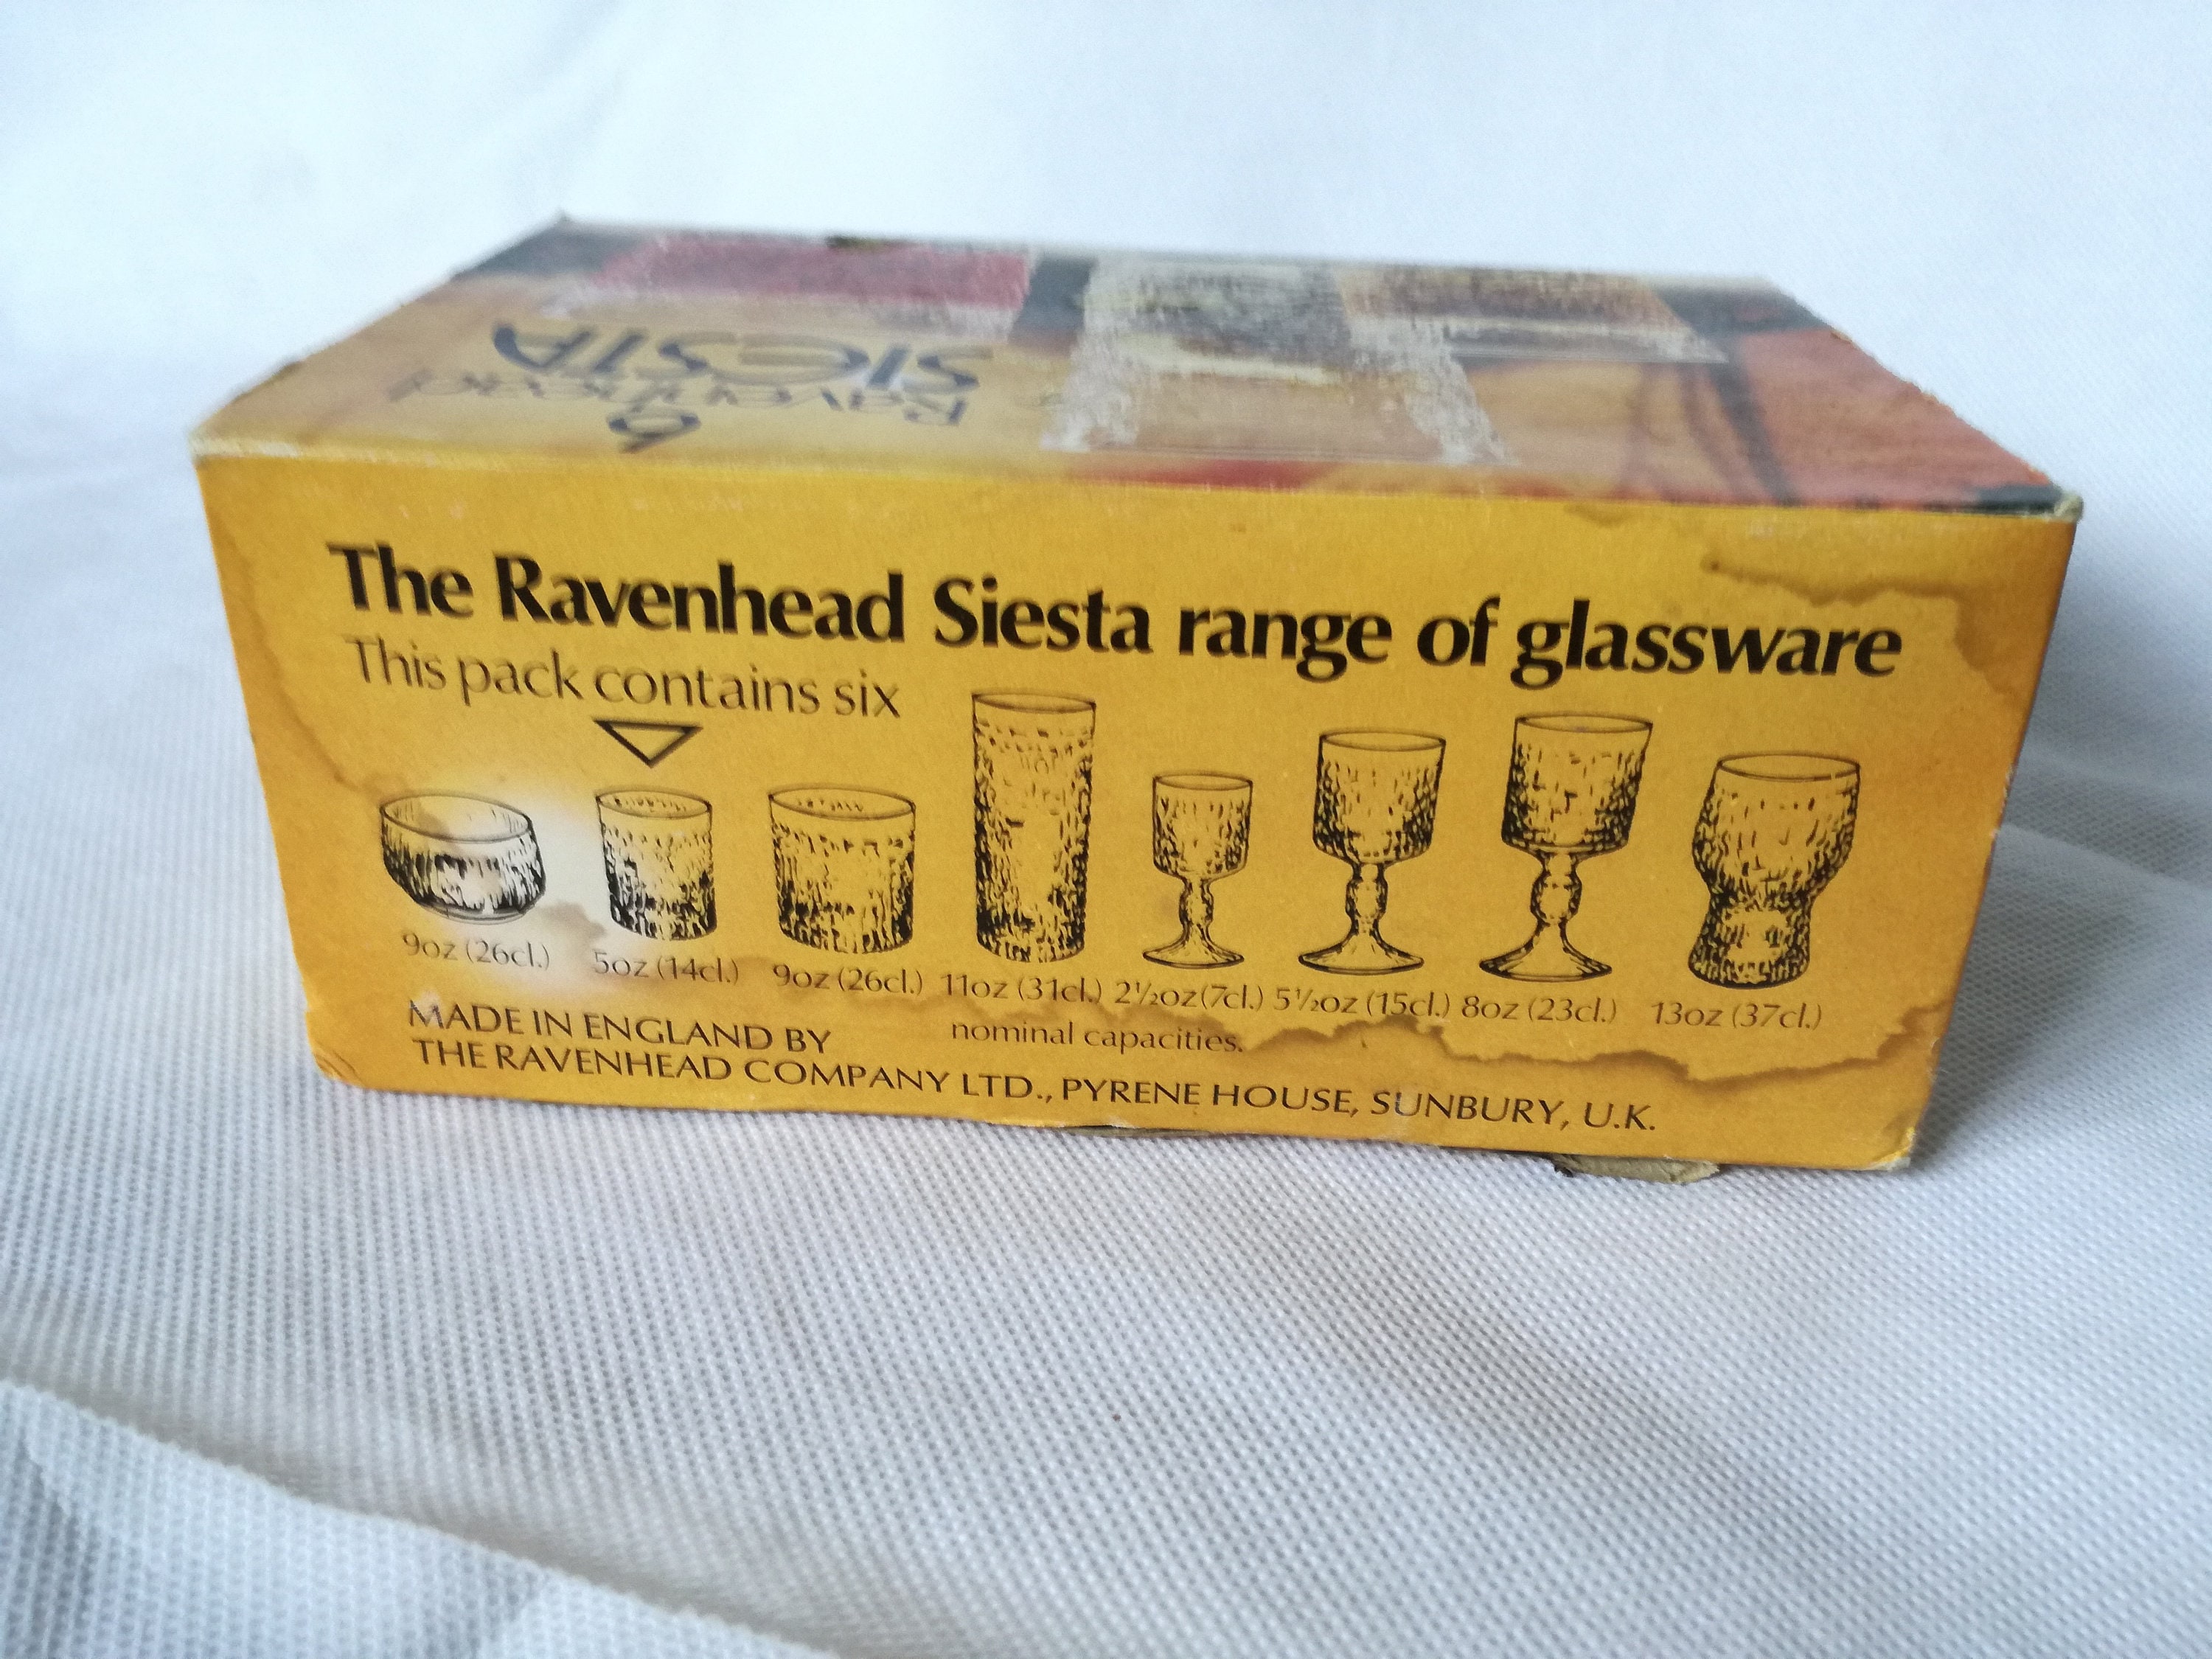 6
Ravenhead
SIESTA
The Ravenhead Siesta range of glassware
This pack contains six
9oz (26cl.) 5oz (14cl.) 9oz (26cl.) 11oz (31cl.) 2½oz (7cl.) 5½oz (15cl.) 8oz (23cl.) 13oz (37cl.)
nominal capacities.
MADE IN ENGLAND BY
THE RAVENHEAD COMPANY LTD., PYRENE HOUSE, SUNBURY, U.K.